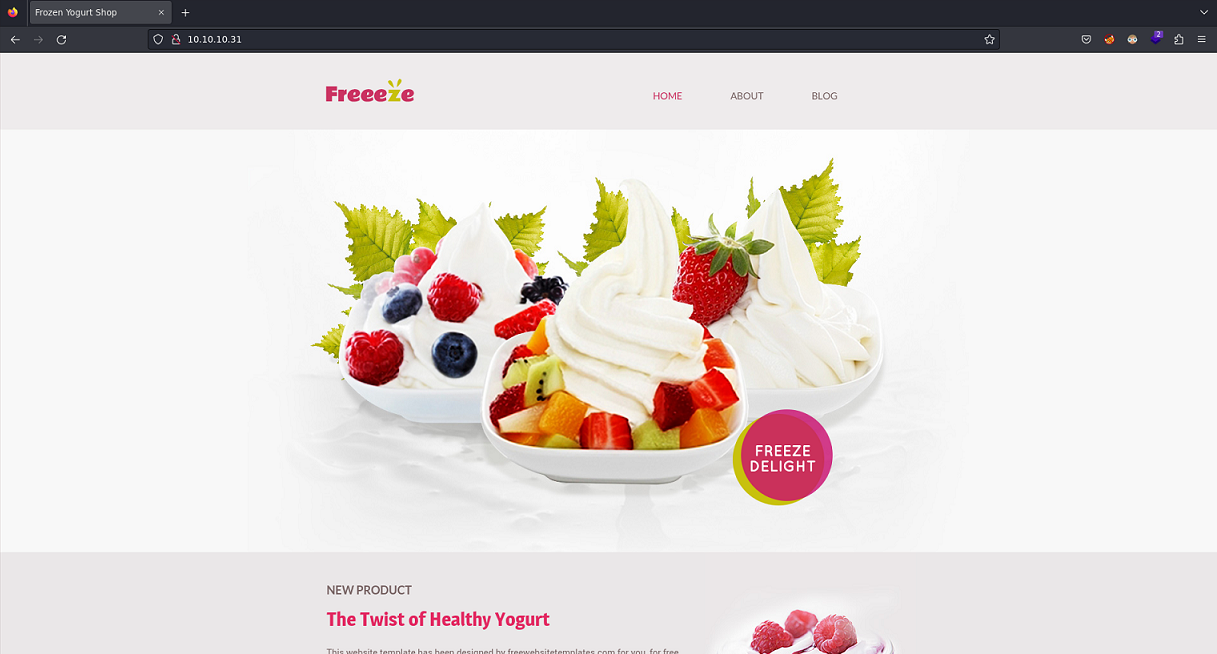 Frozen Yogurt Shop
10.10.10.31
2
Freeeze
HOME ABOUT BLOG
FREEZE
DELIGHT
NEW PRODUCT
The Twist of Healthy Yogurt
This website template has been designed by freewebsitetemplates.com for you, for free.